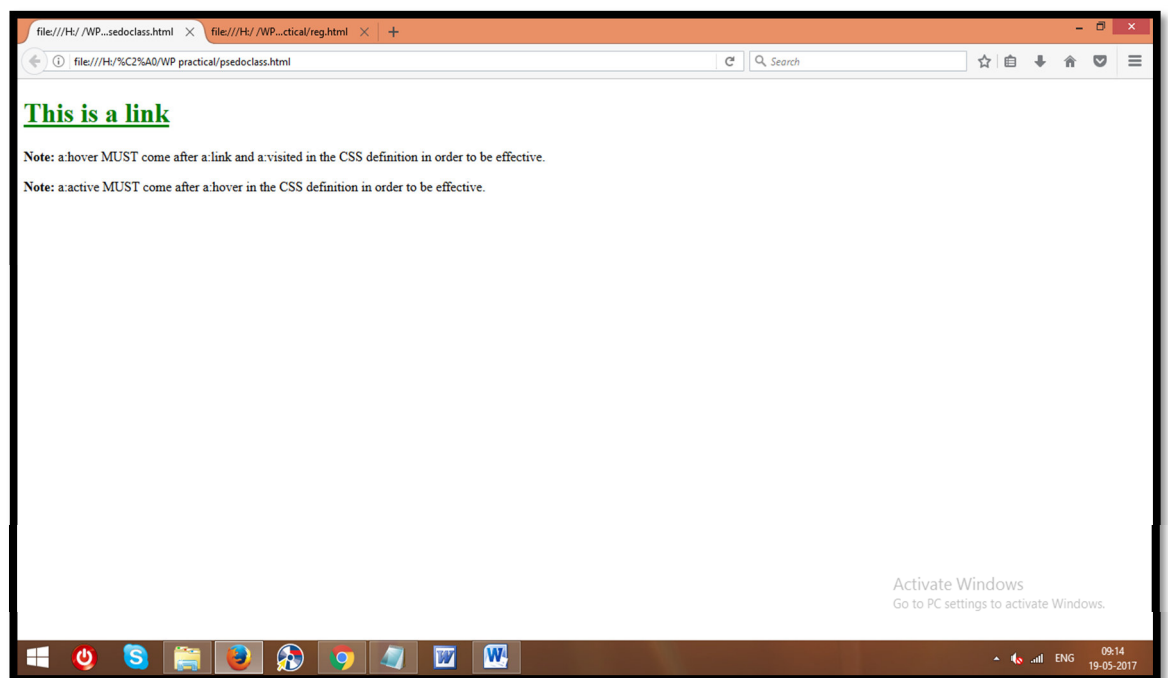 file:///H:/ /WP...sedoclass.html
file:///H:/ /WP...ctical/reg.html
file:///H:/%C2%A0/WP practical/psedoclass.html
Search
This is a link
Note: a:hover MUST come after a:link and a:visited in the CSS definition in order to be effective.
Note: a:active MUST come after a:hover in the CSS definition in order to be effective.
Activate Windows
Go to PC settings to activate Windows.
ENG
09:14
19-05-2017